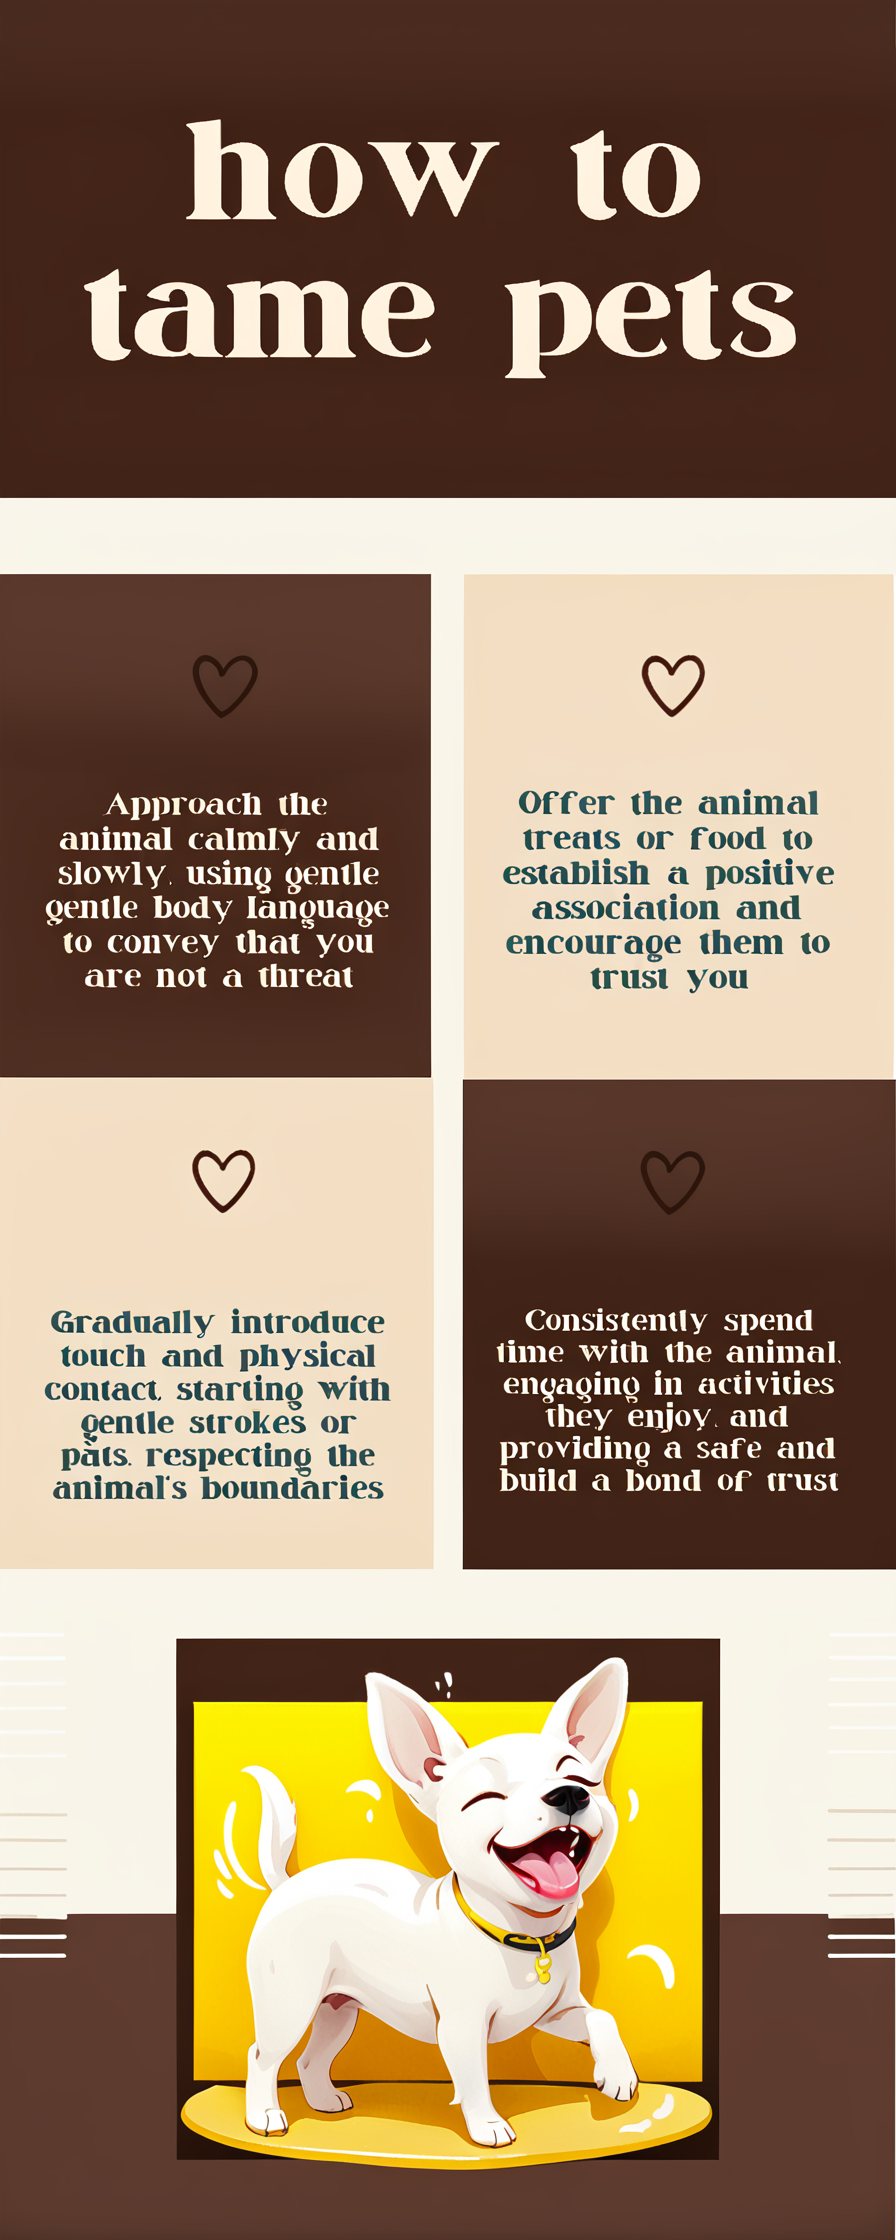 how to
tame pets
Approach the
animal calmly and
slowly, using gentle
gentle body language
to convey that you
are not a threat
Offer the animal
treats or food to
establish a positive
association and
encourage them to
trust you
Gradually introduce
touch and physical
contact, starting with
gentle strokes or
pats. respecting the
animal's boundaries
Consistently spend
time with the animal,
engaging in activities
they enjoy, and
providing a safe and
build a bond of trust